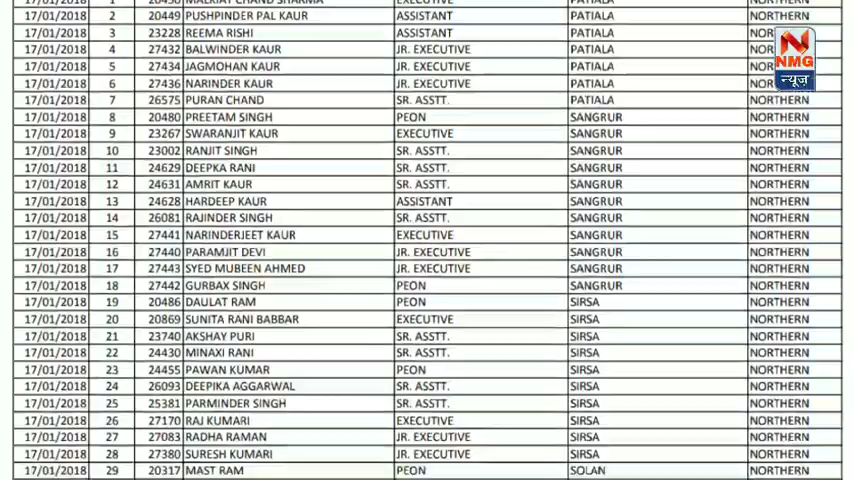 17/01/2018 1 20450 MALKIAT CHAND SHARMA EXECUTIVE PATIALA NORTHERN
17/01/2018 2 20449 PUSHPINDER PAL KAUR ASSISTANT PATIALA NORTHERN
17/01/2018 3 23228 REEMA RISHI ASSISTANT PATIALA NORTHERN
17/01/2018 4 27432 BALWINDER KAUR JR. EXECUTIVE PATIALA
17/01/2018 5 27434 JAGMOHAN KAUR JR. EXECUTIVE PATIALA
17/01/2018 6 27436 NARINDER KAUR JR. EXECUTIVE PATIALA NORTHERN
NMG
न्यूज़
17/01/2018 7 26575 PURAN CHAND SR. ASSTT. PATIALA NORTHERN
17/01/2018 8 20480 PREETAM SINGH PEON SANGRUR NORTHERN
17/01/2018 9 23267 SWARANJIT KAUR EXECUTIVE SANGRUR NORTHERN
17/01/2018 10 23002 RANJIT SINGH SR. ASSTT. SANGRUR NORTHERN
17/01/2018 11 24629 DEEPKA RANI SR. ASSTT. SANGRUR NORTHERN
17/01/2018 12 24631 AMRIT KAUR SR. ASSTT. SANGRUR NORTHERN
17/01/2018 13 24628 HARDEEP KAUR ASSISTANT SANGRUR NORTHERN
17/01/2018 14 26081 RAJINDER SINGH SR. ASSTT. SANGRUR NORTHERN
17/01/2018 15 27441 NARINDERJEET KAUR EXECUTIVE SANGRUR NORTHERN
17/01/2018 16 27440 PARAMJIT DEVI JR. EXECUTIVE SANGRUR NORTHERN
17/01/2018 17 27443 SYED MUBEEN AHMED JR. EXECUTIVE SANGRUR NORTHERN
17/01/2018 18 27442 GURBAX SINGH PEON SANGRUR NORTHERN
17/01/2018 19 20486 DAULAT RAM PEON SIRSA NORTHERN
17/01/2018 20 20869 SUNITA RANI BABBAR EXECUTIVE SIRSA NORTHERN
17/01/2018 21 23740 AKSHAY PURI SR. ASSTT. SIRSA NORTHERN
17/01/2018 22 24430 MINAXI RANI SR. ASSTT. SIRSA NORTHERN
17/01/2018 23 24455 PAWAN KUMAR PEON SIRSA NORTHERN
17/01/2018 24 26093 DEEPIKA AGGARWAL SR. ASSTT. SIRSA NORTHERN
17/01/2018 25 25381 PARMINDER SINGH SR. ASSTT. SIRSA NORTHERN
17/01/2018 26 27170 RAJ KUMARI EXECUTIVE SIRSA NORTHERN
17/01/2018 27 27083 RADHA RAMAN JR. EXECUTIVE SIRSA NORTHERN
17/01/2018 28 27380 SURESH KUMARI JR. EXECUTIVE SIRSA NORTHERN
17/01/2018 29 20317 MAST RAM PEON SOLAN NORTHERN